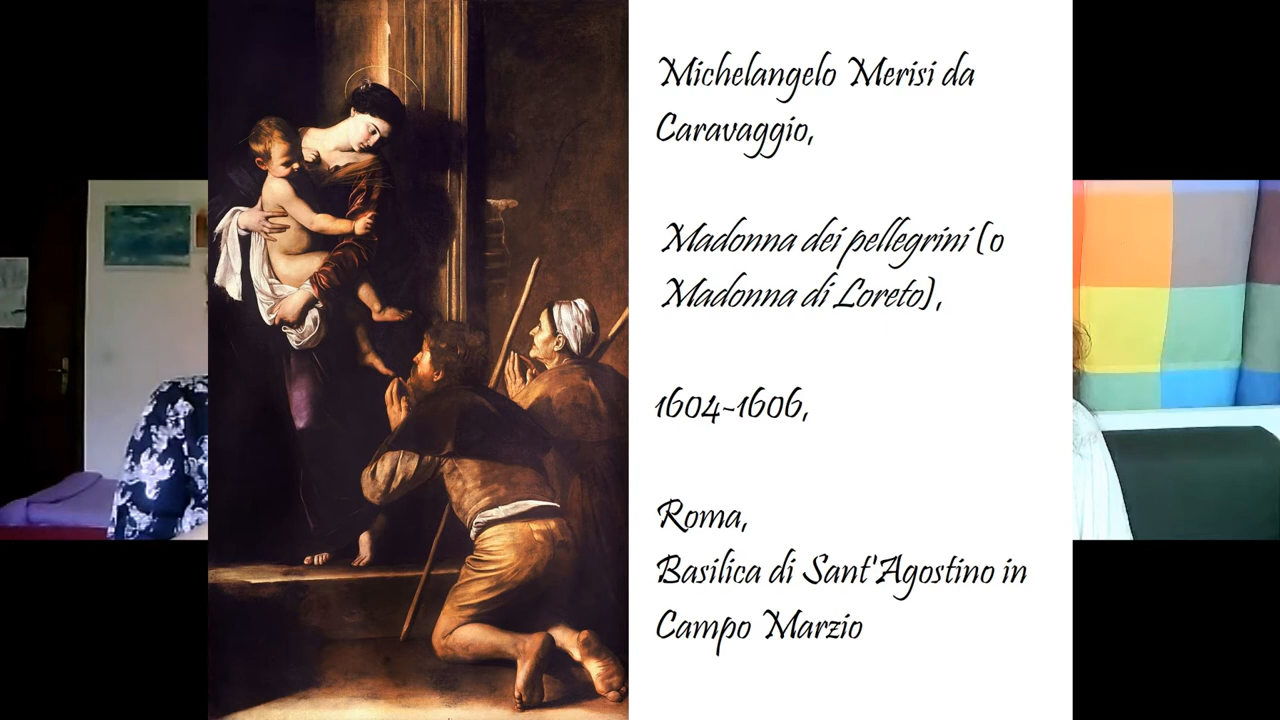 Michelangelo Merisi da
Caravaggio,
Madonna dei pellegrini (o
Madonna di Loreto),
1604-1606,
Roma,
Basilica di Sant'Agostino in
Campo Marzio